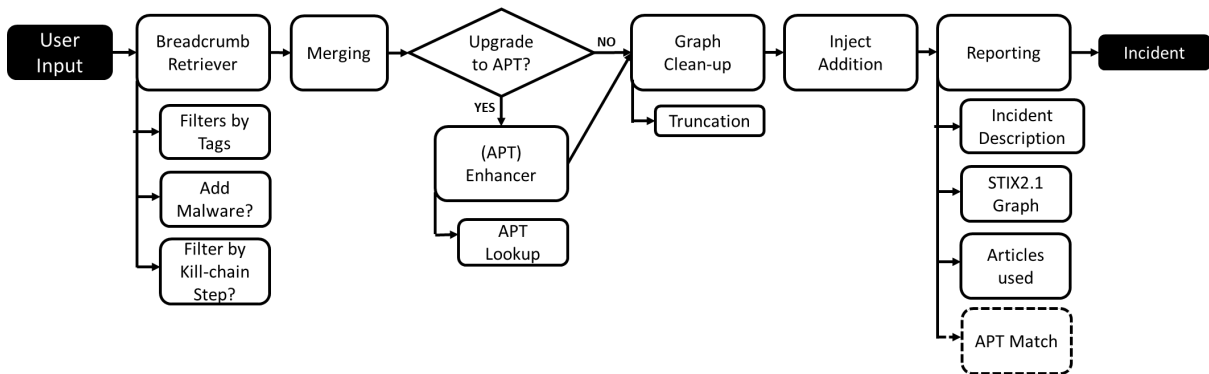 User
Input
Breadcrumb
Retriever
Merging
Upgrade
to APT?
NO
Graph
Clean-up
Inject
Addition
Reporting
Incident
YES
Filters by
Tags
(APT)
Enhancer
Truncation
Incident
Description
Add
Malware?
STIX2.1
Graph
APT
Lookup
Filter by
Kill-chain
Step?
Articles
used
APT Match